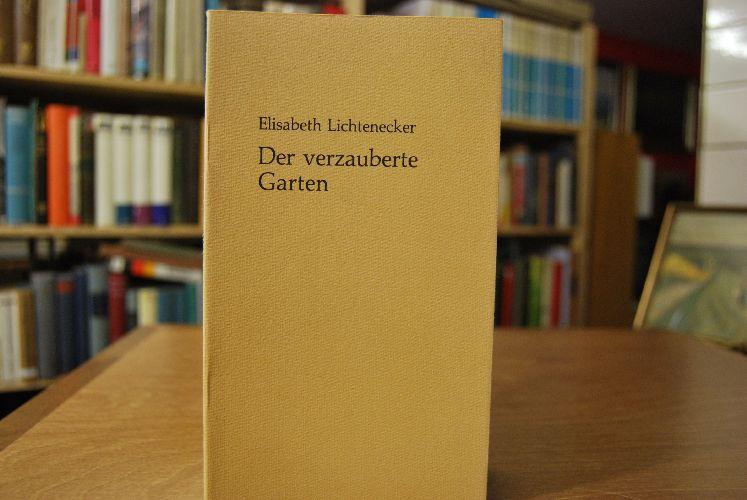 Elisabeth Lichtenecker
Der verzauberte
Garten